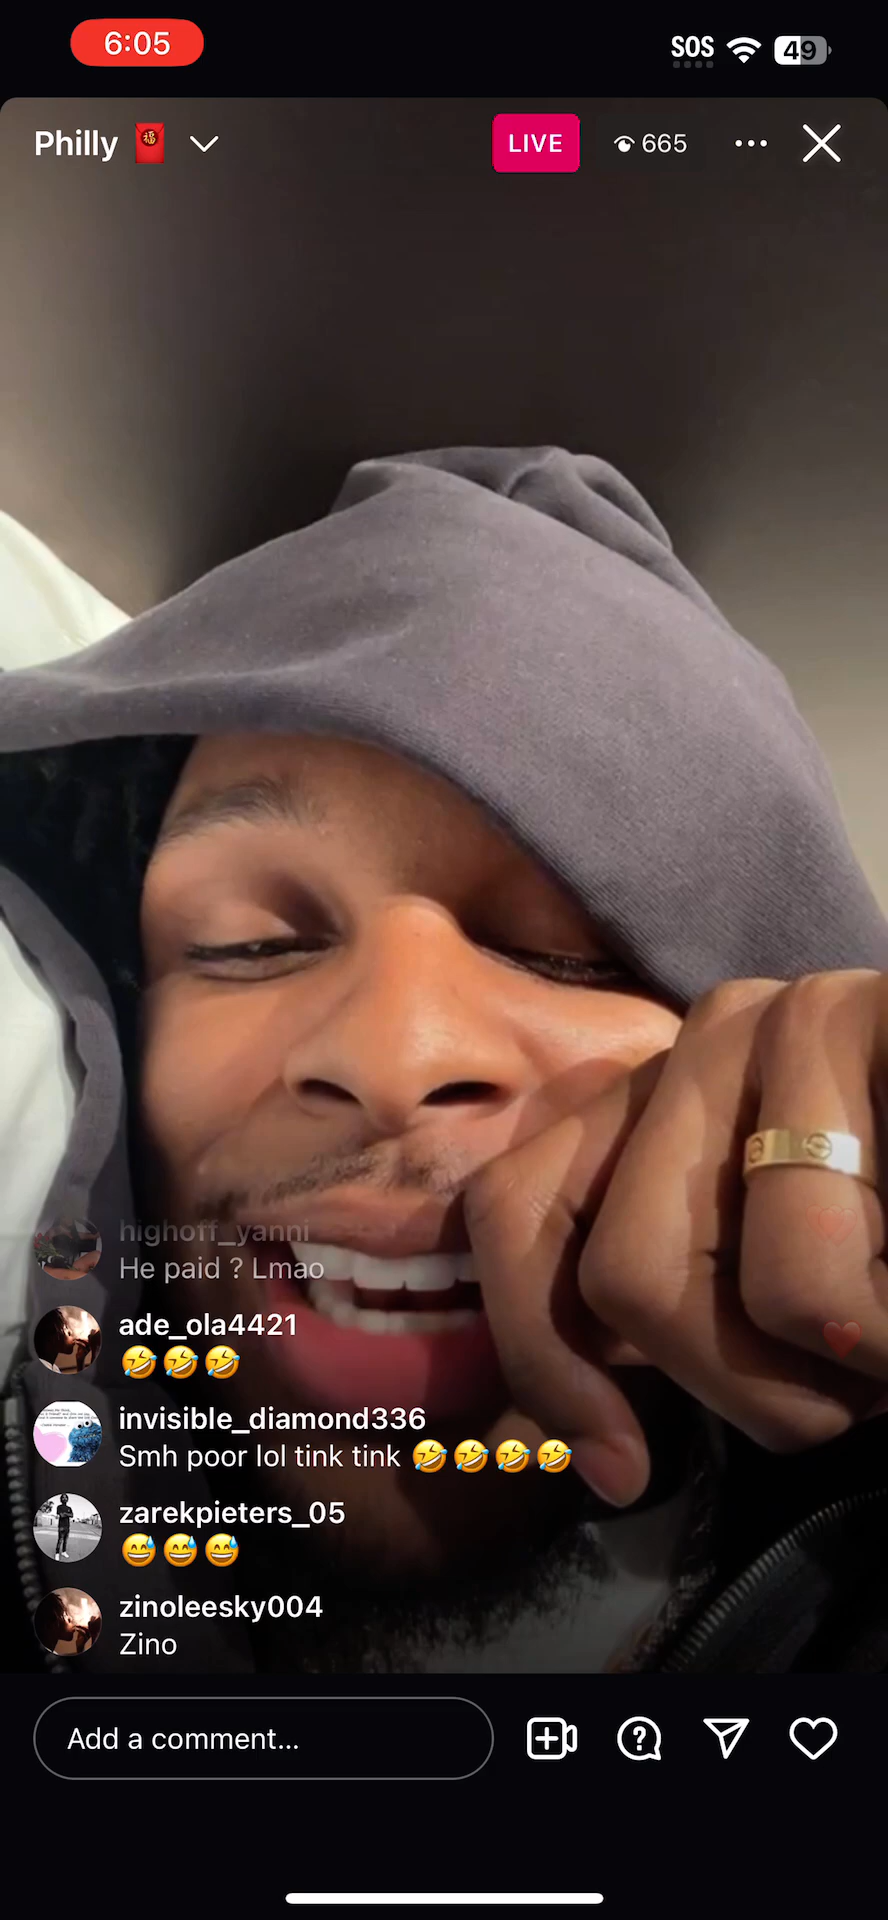 6:05
SOS
49
Philly 🧧
LIVE
665
highoff_yanni
He paid ? Lmao
ade_ola4421
🤣🤣🤣
invisible_diamond336
Smh poor lol tink tink 🤣🤣🤣🤣
zarekpieters_05
😅😅😅
zinoleesky004
Zino
Add a comment...